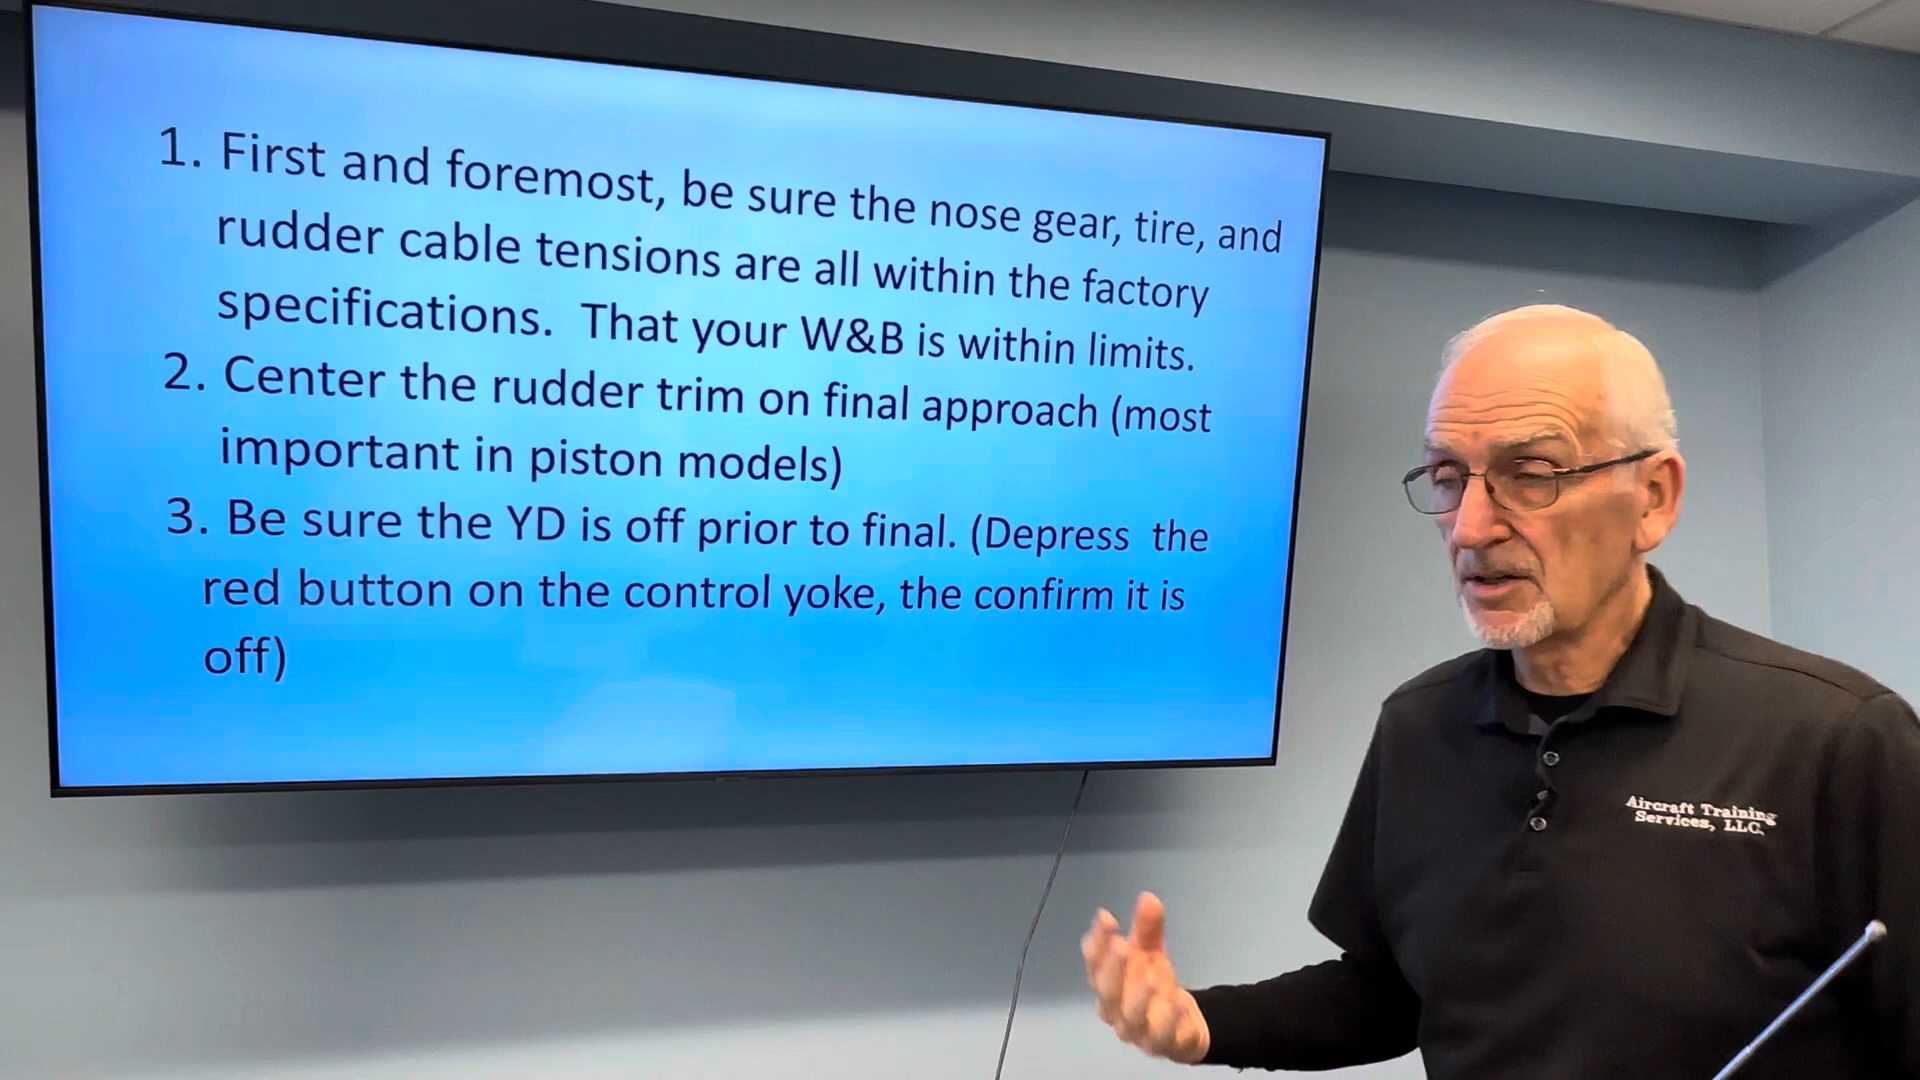 1. First and foremost, be sure the nose gear, tire, and
rudder cable tensions are all within the factory
specifications.  That your W&B is within limits.
2. Center the rudder trim on final approach (most
important in piston models)
3. Be sure the YD is off prior to final. (Depress  the
red button on the control yoke, the confirm it is
off)
Aircraft Training
Services, LLC.